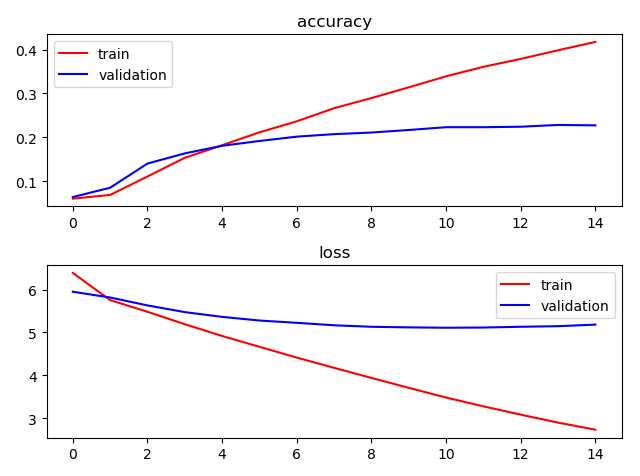 accuracy
0.4
0.3
0.2
0.1
train
validation
0 2 4 6 8 10 12 14
loss
6
5
4
3
train
validation
0 2 4 6 8 10 12 14